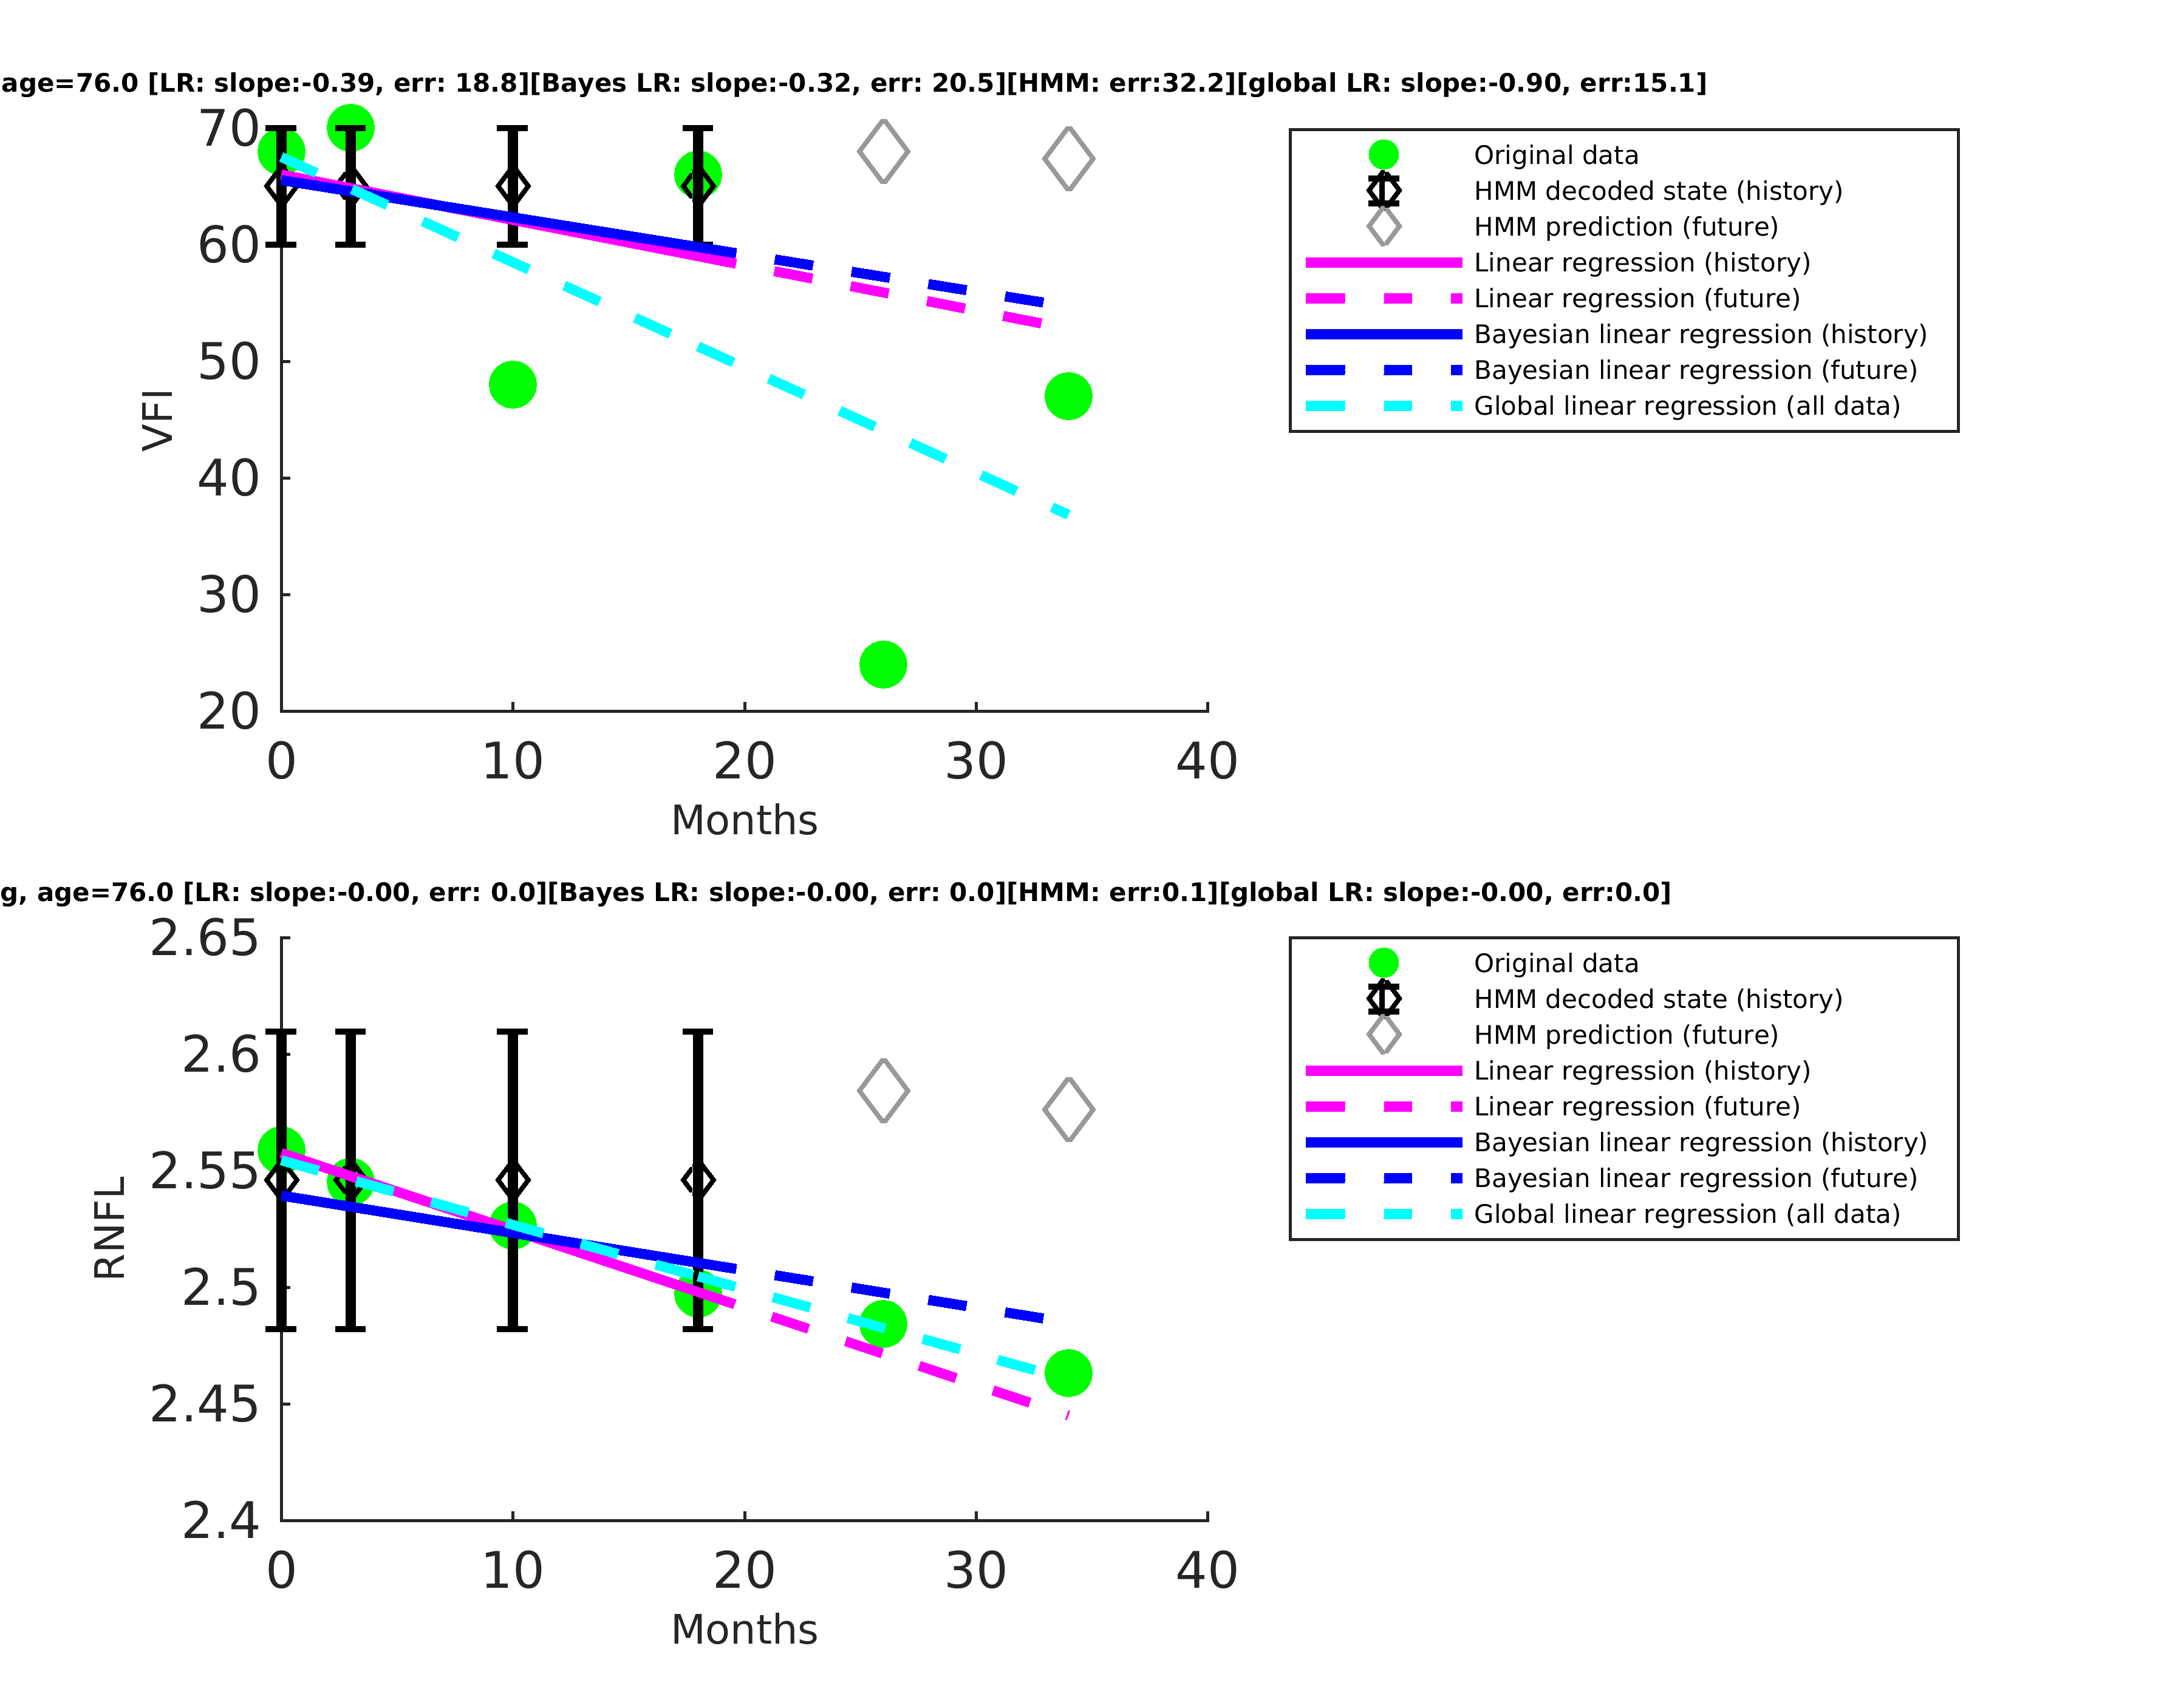 age=76.0 [LR: slope:-0.39, err: 18.8][Bayes LR: slope:-0.32, err: 20.5][HMM: err:32.2][global LR: slope:-0.90, err:15.1]
70
60
50
40
30
20
VFI
0 10 20 30 40
Months
Original data
HMM decoded state (history)
HMM prediction (future)
Linear regression (history)
Linear regression (future)
Bayesian linear regression (history)
Bayesian linear regression (future)
Global linear regression (all data)
g, age=76.0 [LR: slope:-0.00, err: 0.0][Bayes LR: slope:-0.00, err: 0.0][HMM: err:0.1][global LR: slope:-0.00, err:0.0]
2.65
2.6
2.55
2.5
2.45
2.4
RNFL
0 10 20 30 40
Months
Original data
HMM decoded state (history)
HMM prediction (future)
Linear regression (history)
Linear regression (future)
Bayesian linear regression (history)
Bayesian linear regression (future)
Global linear regression (all data)